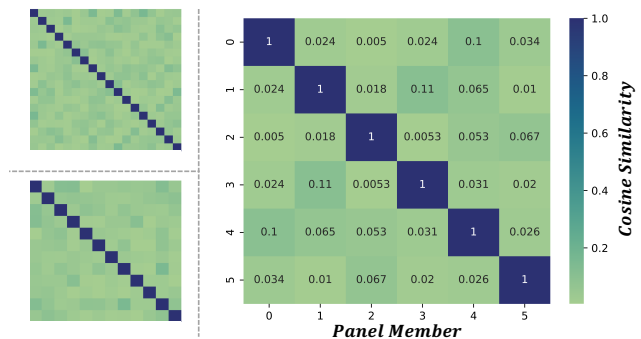 0 1 0.024 0.005 0.024 0.1 0.034
1 0.024 1 0.018 0.11 0.065 0.01
2 0.005 0.018 1 0.0053 0.053 0.067
3 0.024 0.11 0.0053 1 0.031 0.02
4 0.1 0.065 0.053 0.031 1 0.026
5 0.034 0.01 0.067 0.02 0.026 1
0 1 2 3 4 5
Panel Member
1.0
0.8
0.6
0.4
0.2
Cosine Similarity